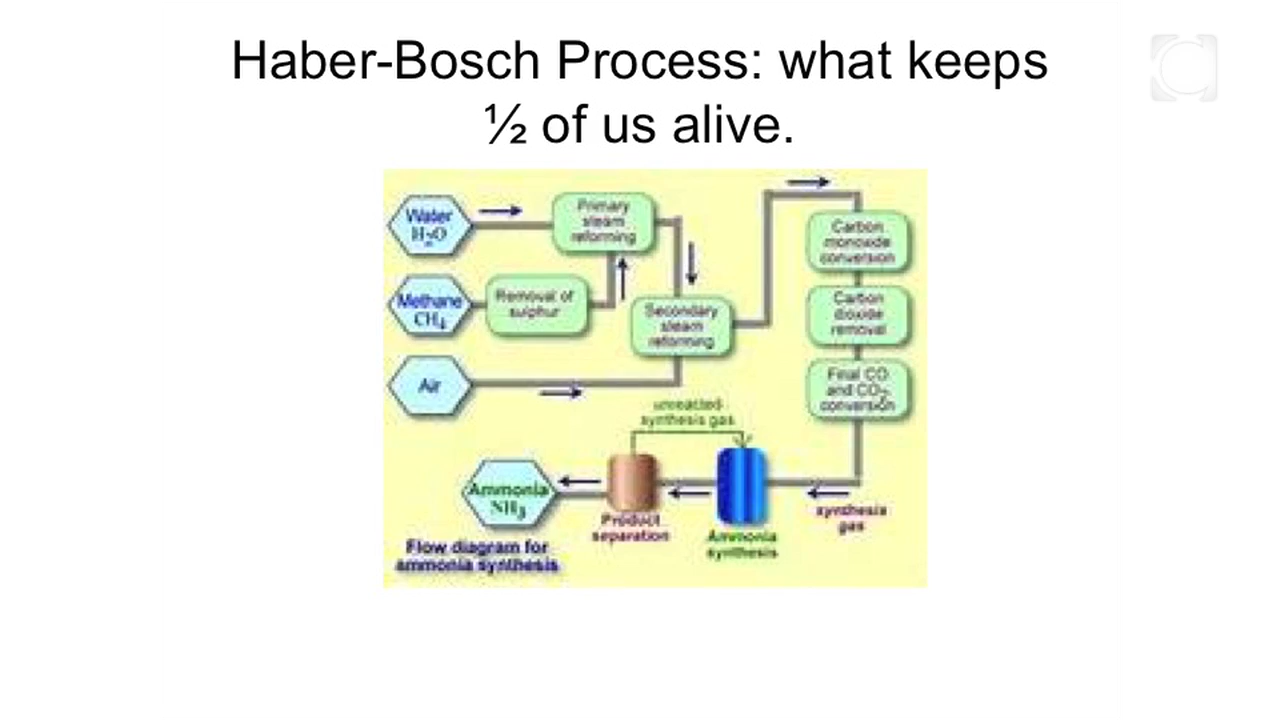 Haber-Bosch Process: what keeps
½ of us alive.
Water
H₂O
Primary
steam
reforming
Carbon
monoxide
conversion
Methane
CH₄
Removal of
sulphur
Secondary
steam
reforming
Carbon
dioxide
removal
Air
Final CO
and CO₂
conversion
unreacted
synthesis gas
Ammonia
NH₃
Product
separation
Ammonia
synthesis
synthesis
gas
Flow diagram for
ammonia synthesis